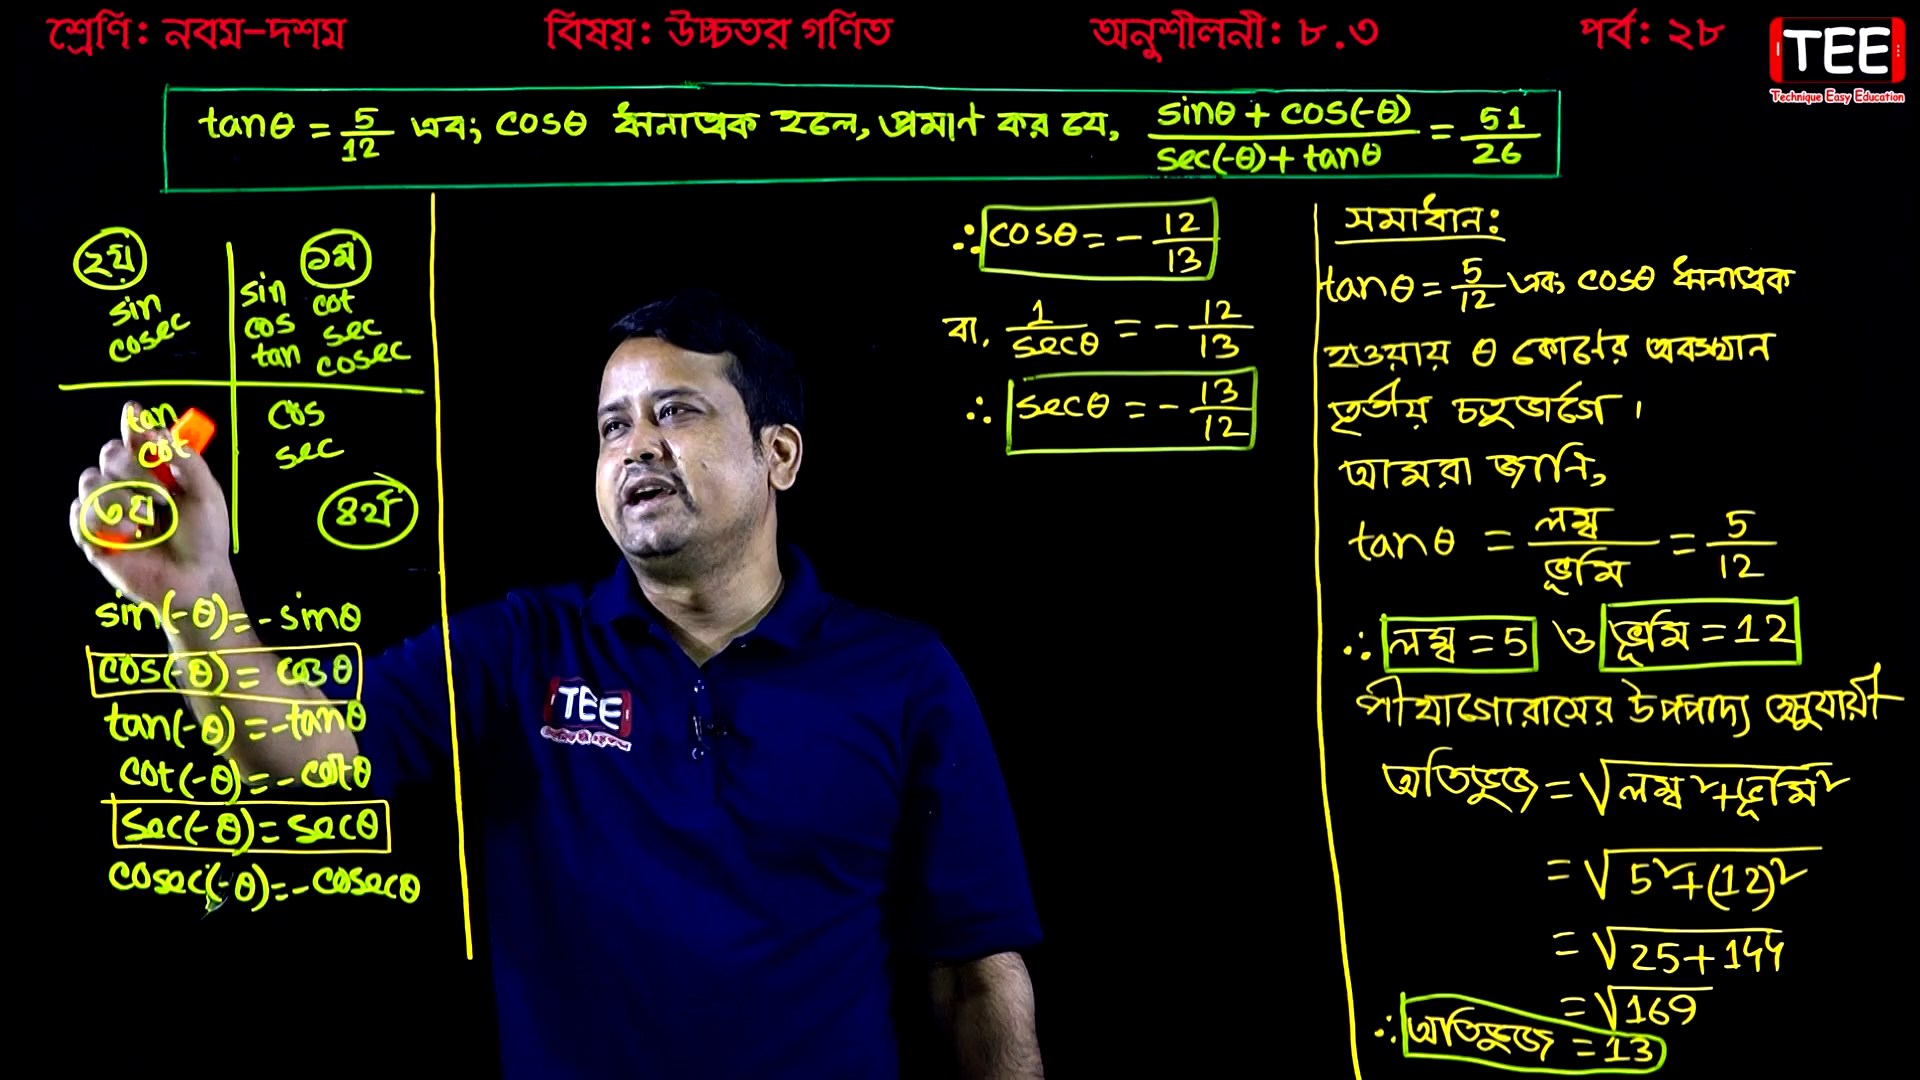 শ্রেণি: নবম-দশম বিষয়: উচ্চতর গণিত অনুশীলনী: ৮.৩ পর্ব: ২৮
TEE
Technique Easy Education
tanθ = 5/12 এবং cosθ ঋনাত্মক হলে, প্রমাণ কর যে, (sinθ + cos(-θ))/(sec(-θ) + tanθ) = 51/26
২য়
sin
cosec
১ম
sin cot
cos sec
tan cosec
tan
cot
৩য়
cos
sec
৪র্থ
sin(-θ) = - sinθ
cos(-θ) = cosθ
tan(-θ) = -tanθ
cot(-θ) = - cotθ
sec(-θ) = secθ
cosec(-θ) = - cosecθ
∴ cosθ = - 12/13
বা, 1/secθ = - 12/13
∴ secθ = - 13/12
সমাধান:
tanθ = 5/12 এবং cosθ ঋনাত্মক
হওয়ায় θ কোণের অবস্থান
তৃতীয় চতুর্ভাগে।
আমরা জানি,
tanθ = লম্ব/ভূমি = 5/12
∴ লম্ব = 5 ও ভূমি = 12
পীথাগোরাসের উপপাদ্য অনুযায়ী
অতিভুজ = √(লম্ব² + ভূমি²)
= √(5² + (12)²)
= √(25 + 144)
= √169
∴ অতিভুজ = 13
TEE